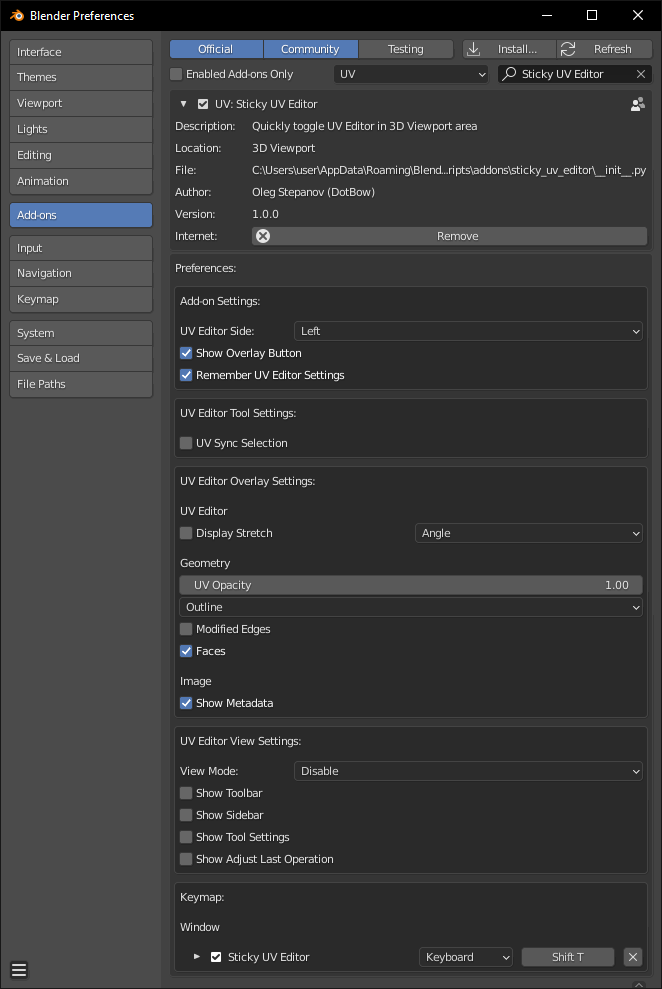 Blender Preferences
Interface
Themes
Viewport
Lights
Editing
Animation
Add-ons
Input
Navigation
Keymap
System
Save & Load
File Paths
Official Community Testing Install... Refresh
Enabled Add-ons Only UV Sticky UV Editor
UV: Sticky UV Editor
Description: Quickly toggle UV Editor in 3D Viewport area
Location: 3D Viewport
File: C:\Users\user\AppData\Roaming\Blend...ripts\addons\sticky_uv_editor\__init__.py
Author: Oleg Stepanov (DotBow)
Version: 1.0.0
Internet: Remove
Preferences:
Add-on Settings:
UV Editor Side: Left
Show Overlay Button
Remember UV Editor Settings
UV Editor Tool Settings:
UV Sync Selection
UV Editor Overlay Settings:
UV Editor
Display Stretch Angle
Geometry
UV Opacity 1.00
Outline
Modified Edges
Faces
Image
Show Metadata
UV Editor View Settings:
View Mode: Disable
Show Toolbar
Show Sidebar
Show Tool Settings
Show Adjust Last Operation
Keymap:
Window
Sticky UV Editor Keyboard Shift T